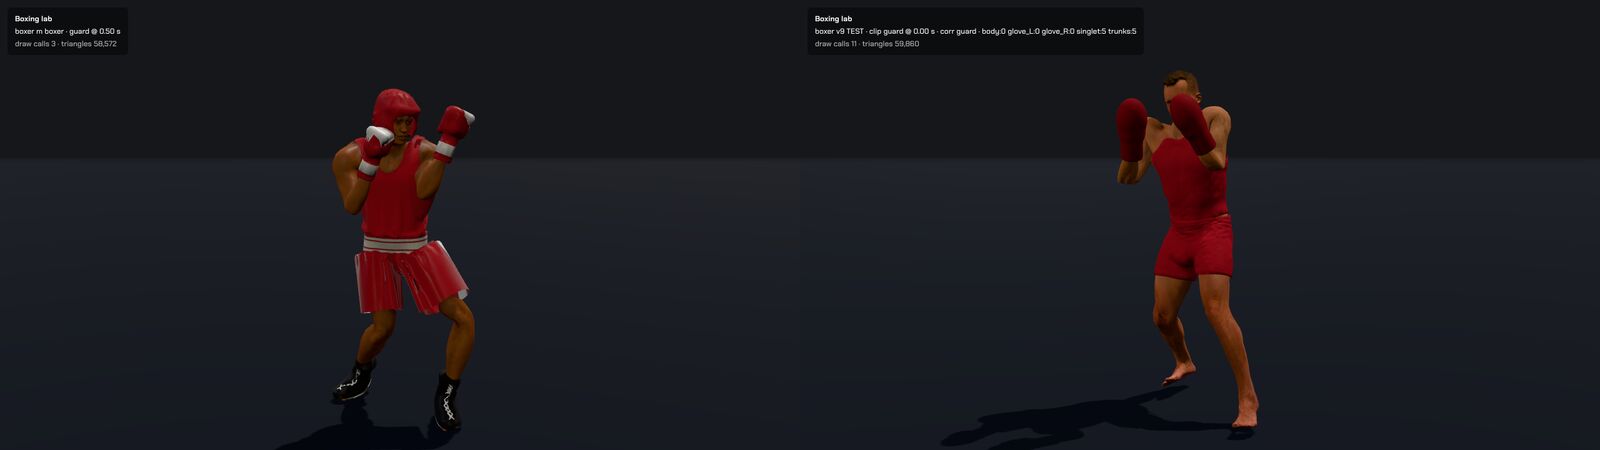 Boxing lab
boxer m boxer · guard @ 0.50 s
draw calls 3 · triangles 58,572
Boxing lab
boxer v9 TEST · clip guard @ 0.00 s · corr guard · body:0 glove_L:0 glove_R:0 singlet:5 trunks:5
draw calls 11 · triangles 59,860